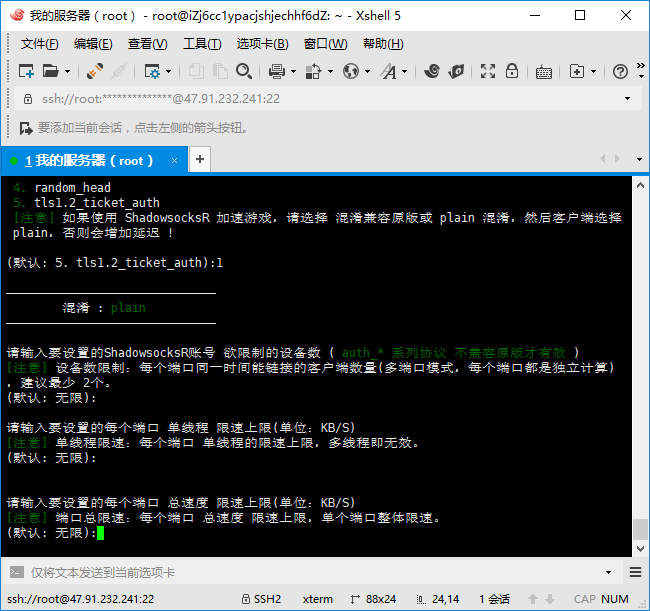 我的服务器（root） - root@iZj6cc1ypacjshjechhf6dZ: ~ - Xshell 5
文件(F) 编辑(E) 查看(V) 工具(T) 选项卡(B) 窗口(W) 帮助(H)
ssh://root:**************@47.91.232.241:22
要添加当前会话，点击左侧的箭头按钮。
1 我的服务器（root） × +
4. random_head
5. tls1.2_ticket_auth
[注意] 如果使用 ShadowsocksR 加速游戏，请选择 混淆兼容原版或 plain 混淆，然后客户端选择
plain，否则会增加延迟 !
(默认: 5. tls1.2_ticket_auth):1
混淆 : plain
请输入要设置的ShadowsocksR账号 欲限制的设备数 ( auth_* 系列协议 不兼容原版才有效 )
[注意] 设备数限制：每个端口同一时间能链接的客户端数量(多端口模式，每个端口都是独立计算)
，建议最少 2个。
(默认: 无限):
请输入要设置的每个端口 单线程 限速上限(单位：KB/S)
[注意] 单线程限速：每个端口 单线程的限速上限，多线程即无效。
(默认: 无限):
请输入要设置的每个端口 总速度 限速上限(单位：KB/S)
[注意] 端口总限速：每个端口 总速度 限速上限，单个端口整体限速。
(默认: 无限):
仅将文本发送到当前选项卡
ssh://root@47.91.232.241:22 SSH2 xterm 88x24 24,14 1 会话 CAP NUM